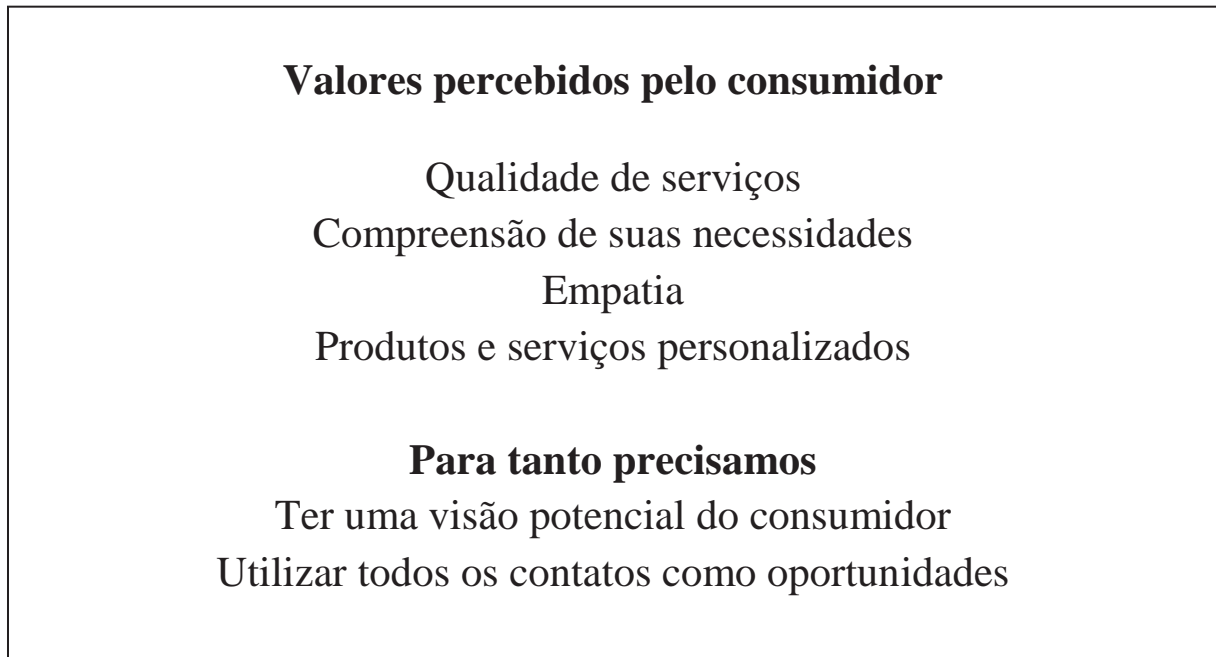 Valores percebidos pelo consumidor
Qualidade de serviços
Compreensão de suas necessidades
Empatia
Produtos e serviços personalizados
Para tanto precisamos
Ter uma visão potencial do consumidor
Utilizar todos os contatos como oportunidades